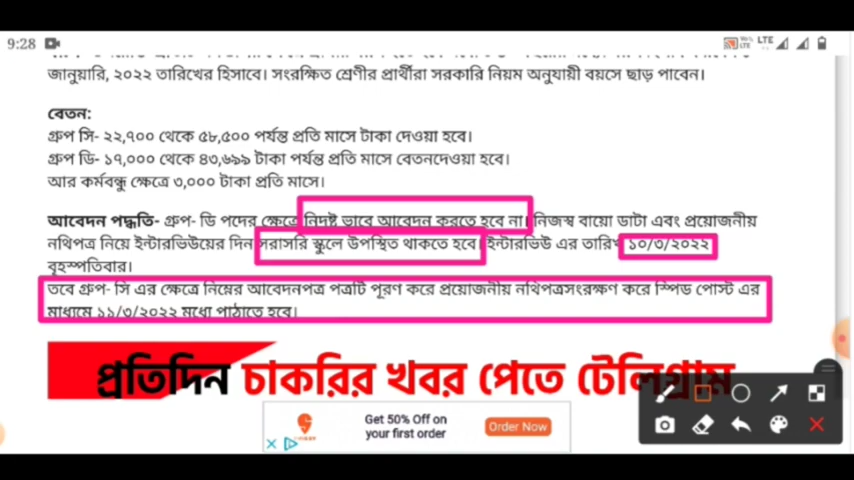 9:28
LTE
জানুয়ারি, ২০২২ তারিখের হিসাবে। সংরক্ষিত শ্রেণীর প্রার্থীরা সরকারি নিয়ম অনুযায়ী বয়সে ছাড় পাবেন।
বেতন:
গ্রুপ সি- ২২,৭০০ থেকে ৫৮,৫০০ পর্যন্ত প্রতি মাসে টাকা দেওয়া হবে।
গ্রুপ ডি- ১৭,০০০ থেকে ৪৩,৬৯৯ টাকা পর্যন্ত প্রতি মাসে বেতনদেওয়া হবে।
আর কর্মবন্ধু ক্ষেত্রে ৩,০০০ টাকা প্রতি মাসে।
আবেদন পদ্ধতি- গ্রুপ- ডি পদের ক্ষেত্রে নিদষ্ট ভাবে আবেদন করতে হবে না। নিজস্ব বায়ো ডাটা এবং প্রয়োজনীয়
নথিপত্র নিয়ে ইন্টারভিউয়ের দিন সরাসরি স্কুলে উপস্থিত থাকতে হবে। ইন্টারভিউ এর তারিখ ১০/৩/২০২২
বৃহস্পতিবার।
তবে গ্রুপ- সি এর ক্ষেত্রে নিম্নের আবেদনপত্র পত্রটি পূরণ করে প্রয়োজনীয় নথিপত্রসংরক্ষণ করে স্পিড পোস্ট এর
মাধ্যমে ১১/৩/২০২২ মধ্যে পাঠাতে হবে।
প্রতিদিন চাকরির খবর পেতে টেলিগ্রাম
Get 50% Off on
your first order
Order Now